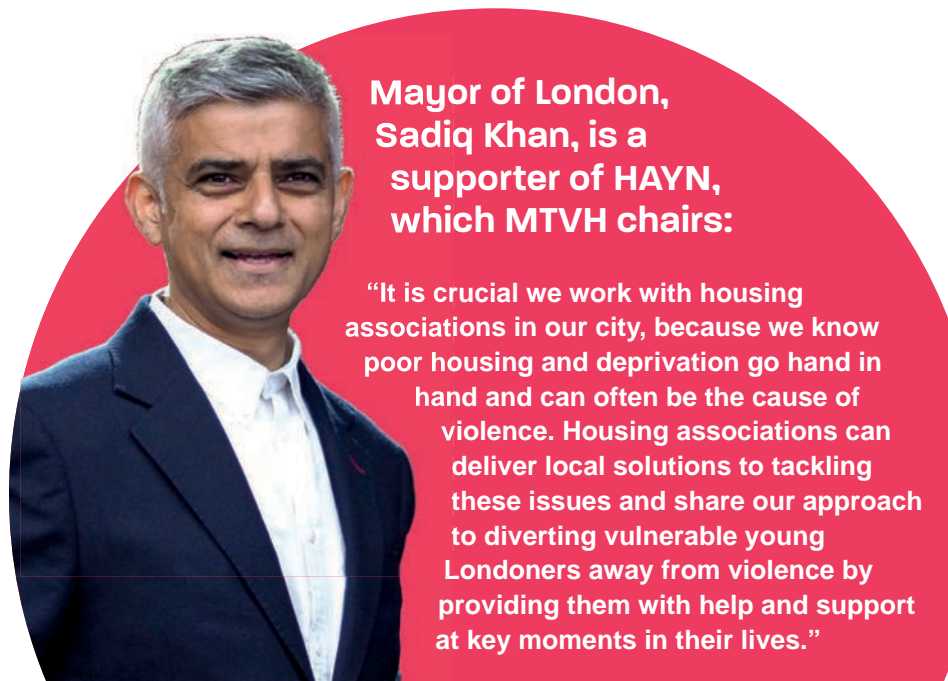 Mayor of London,
Sadiq Khan, is a
supporter of HAYN,
which MTVH chairs:
“It is crucial we work with housing
associations in our city, because we know
poor housing and deprivation go hand in
hand and can often be the cause of
violence. Housing associations can
deliver local solutions to tackling
these issues and share our approach
to diverting vulnerable young
Londoners away from violence by
providing them with help and support
at key moments in their lives.”